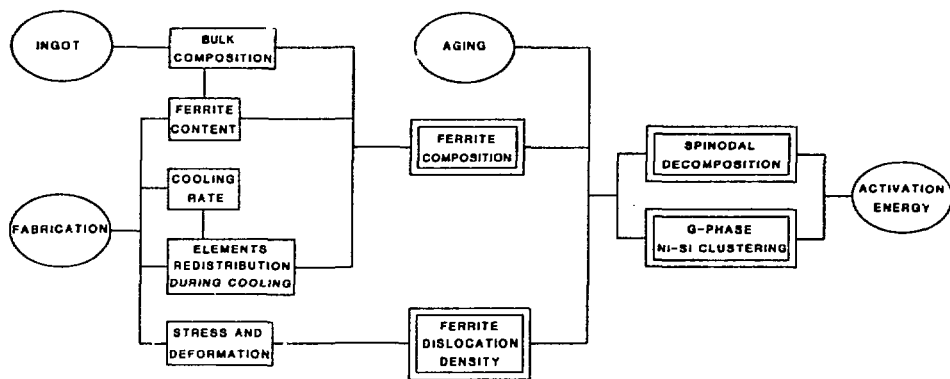 INGOT
BULK
COMPOSITION
AGING
FERRITE
CONTENT
FERRITE
COMPOSITION
SPINODAL
DECOMPOSITION
COOLING
RATE
ACTIVATION
ENERGY
FABRICATION
G-PHASE
Ni-Si CLUSTERING
ELEMENTS
REDISTRIBUTION
DURING COOLING
STRESS AND
DEFORMATION
FERRITE
DISLOCATION
DENSITY